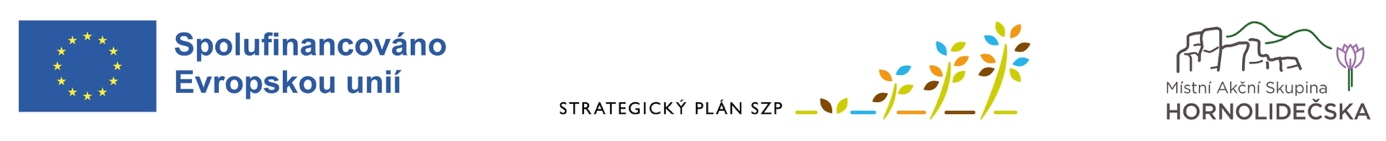 Spolufinancováno
Evropskou unií
STRATEGICKÝ PLÁN SZP
Místní Akční Skupina
HORNOLIDEČSKA